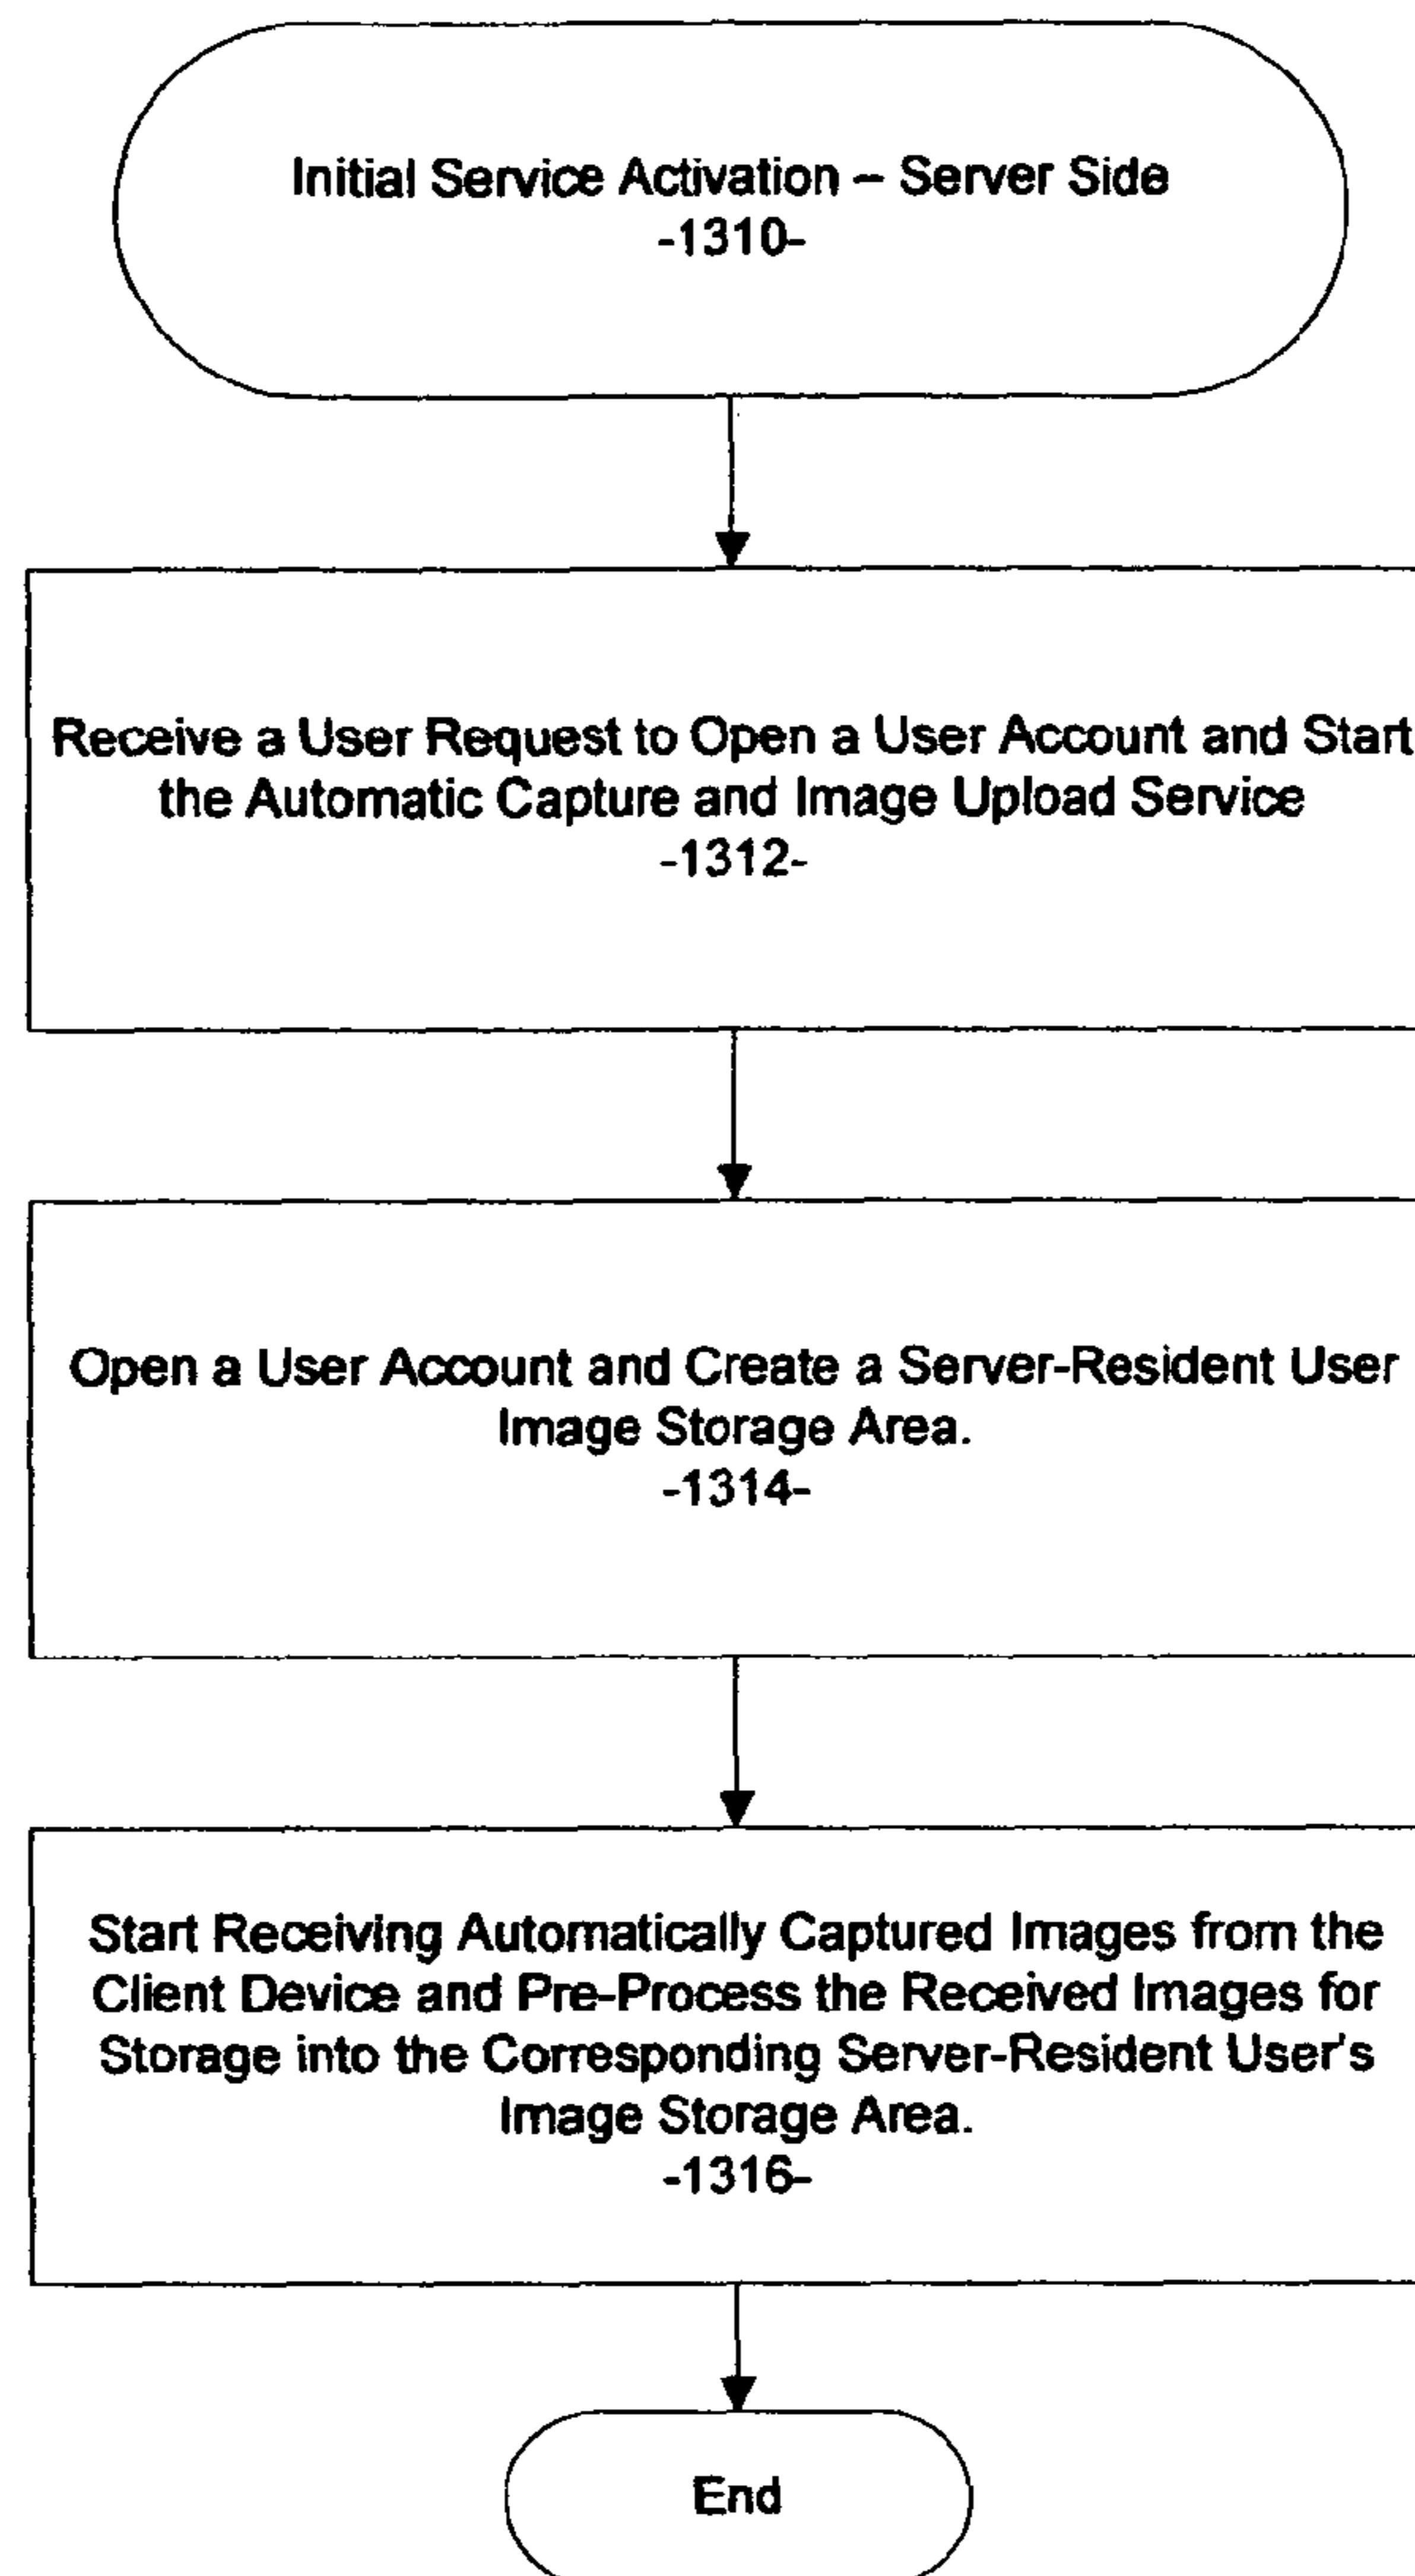 Initial Service Activation – Server Side
-1310-
Receive a User Request to Open a User Account and Start
the Automatic Capture and Image Upload Service
-1312-
Open a User Account and Create a Server-Resident User
Image Storage Area.
-1314-
Start Receiving Automatically Captured Images from the
Client Device and Pre-Process the Received Images for
Storage into the Corresponding Server-Resident User's
Image Storage Area.
-1316-
End